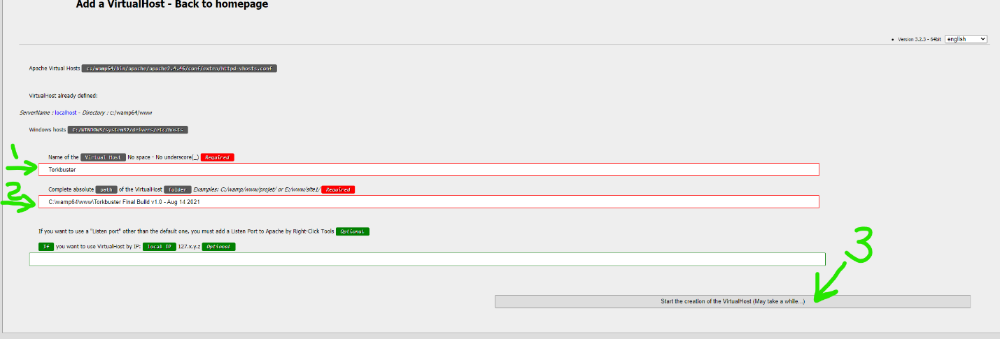 Add a VirtualHost - Back to homepage
• Version 3.2.3 - 64bit english
Apache Virtual Hosts c:/wamp64/bin/apache/apache2.4.46/conf/extra/httpd-vhosts.conf
VirtualHost already defined:
ServerName : localhost - Directory : c:/wamp64/www
Windows hosts C:/WINDOWS/system32/drivers/etc/hosts
1
Name of the Virtual Host No space - No underscore(_) Required
Torkbuster
2
Complete absolute path of the VirtualHost folder Examples: C:/wamp/www/projet/ or E:/www/site1/ Required
C:\wamp64\www\Torkbuster Final Build v1.0 - Aug 14 2021
If you want to use a "Listen port" other than the default one, you must add a Listen Port to Apache by Right-Click Tools Optional
If you want to use VirtualHost by IP: local IP 127.x.y.z Optional
3
Start the creation of the VirtualHost (May take a while...)